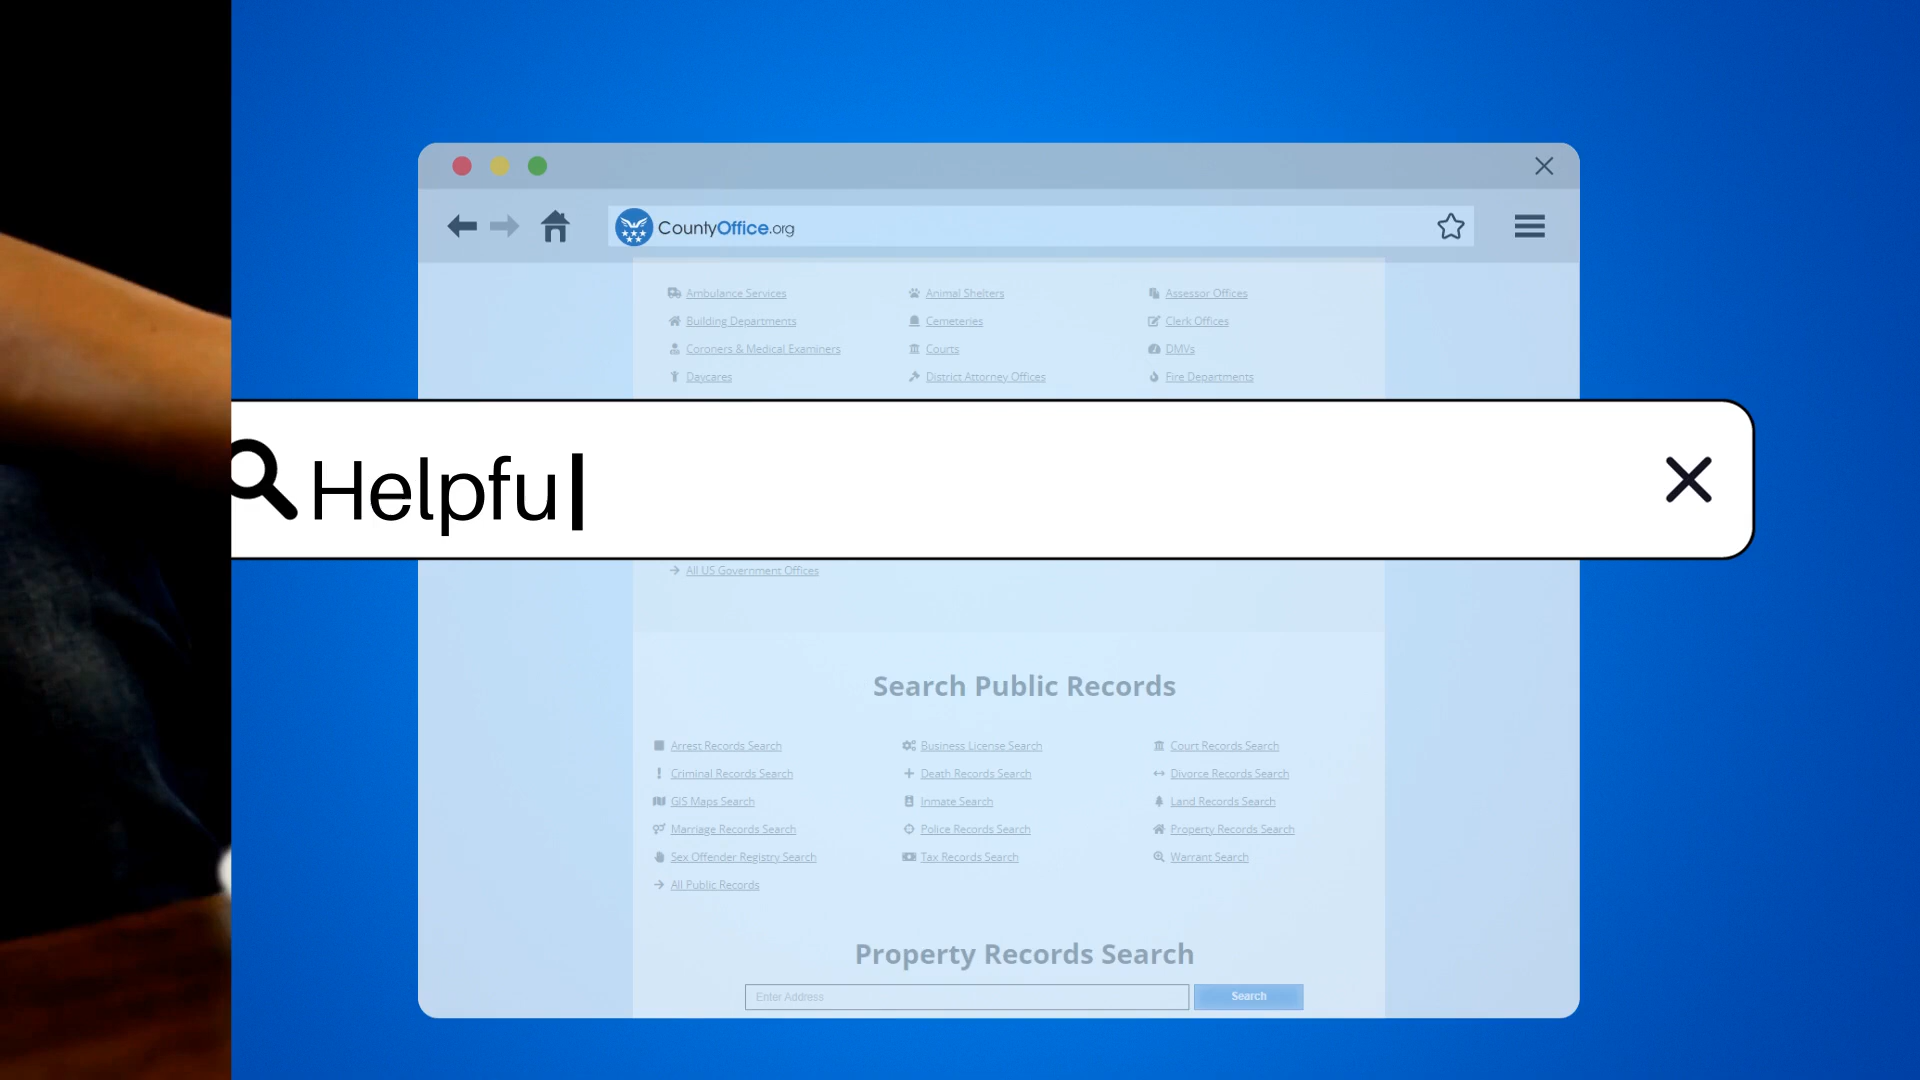 CountyOffice.org
Ambulance Services Animal Shelters Assessor Offices
Building Departments Cemeteries Clerk Offices
Coroners & Medical Examiners Courts DMVs
Daycares District Attorney Offices Fire Departments
Helpfu
All US Government Offices
Search Public Records
Arrest Records Search Business License Search Court Records Search
Criminal Records Search Death Records Search Divorce Records Search
GIS Maps Search Inmate Search Land Records Search
Marriage Records Search Police Records Search Property Records Search
Sex Offender Registry Search Tax Records Search Warrant Search
All Public Records
Property Records Search
Enter Address Search